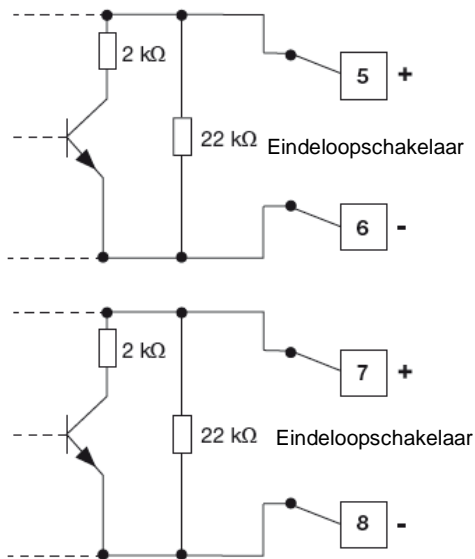 2 kΩ
5 +
22 kΩ Eindeloopschakelaar
6 -
2 kΩ
7 +
22 kΩ Eindeloopschakelaar
8 -